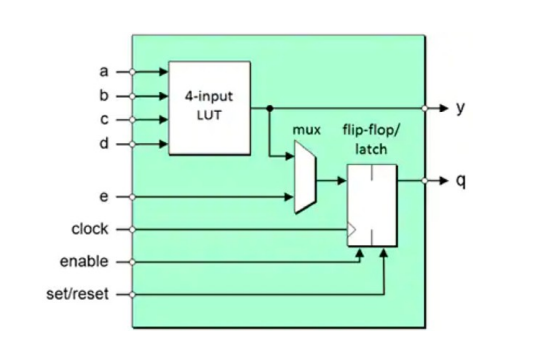 a
b
c
d
4-input
LUT
y
mux
flip-flop/
latch
q
e
clock
enable
set/reset